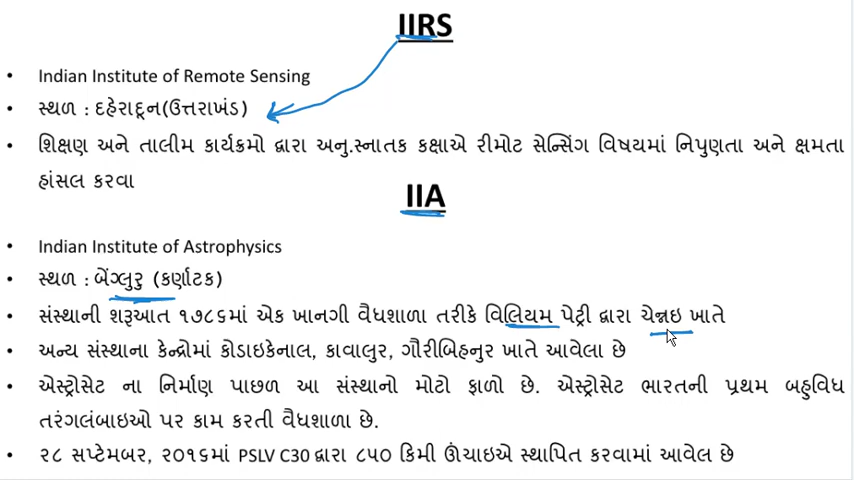 IIRS
• Indian Institute of Remote Sensing
• સ્થળ : દહેરાદૂન(ઉત્તરાખંડ)
• શિક્ષણ અને તાલીમ કાર્યક્રમો દ્વારા અનુ.સ્નાતક કક્ષાએ રીમોટ સેન્સિંગ વિષયમાં નિપુણતા અને ક્ષમતા
હાંસલ કરવા
IIA
• Indian Institute of Astrophysics
• સ્થળ : બેંગ્લુરુ (કર્ણાટક)
• સંસ્થાની શરૂઆત ૧૭૮૬માં એક ખાનગી વૈધશાળા તરીકે વિલિયમ પેટ્રી દ્વારા ચેન્નઇ ખાતે
• અન્ય સંસ્થાના કેન્દ્રોમાં કોડાઇકેનાલ, કાવાલુર, ગૌરીબિહનુર ખાતે આવેલા છે
• એસ્ટ્રોસેટ ના નિર્માણ પાછળ આ સંસ્થાનો મોટો ફાળો છે. એસ્ટ્રોસેટ ભારતની પ્રથમ બહુવિધ
તરંગલંબાઇઓ પર કામ કરતી વૈધશાળા છે.
• ૨૮ સપ્ટેમબર, ૨૦૧૬માં PSLV C30 દ્વારા ૮૫૦ કિમી ઊંચાઇએ સ્થાપિત કરવામાં આવેલ છે